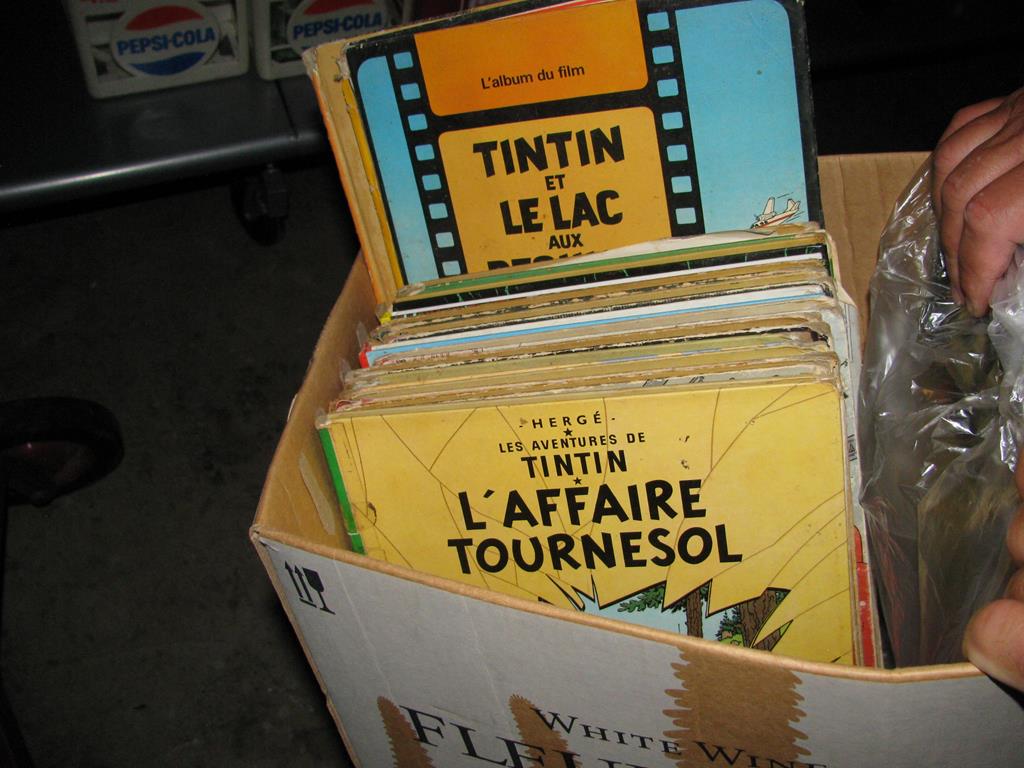 PEPSI-COLA
PEPSI-COLA
L'album du film
TINTIN
ET
LE LAC
AUX
- HERGÉ -
LES AVENTURES DE
TINTIN
L'AFFAIRE
TOURNESOL
WHITE WINE